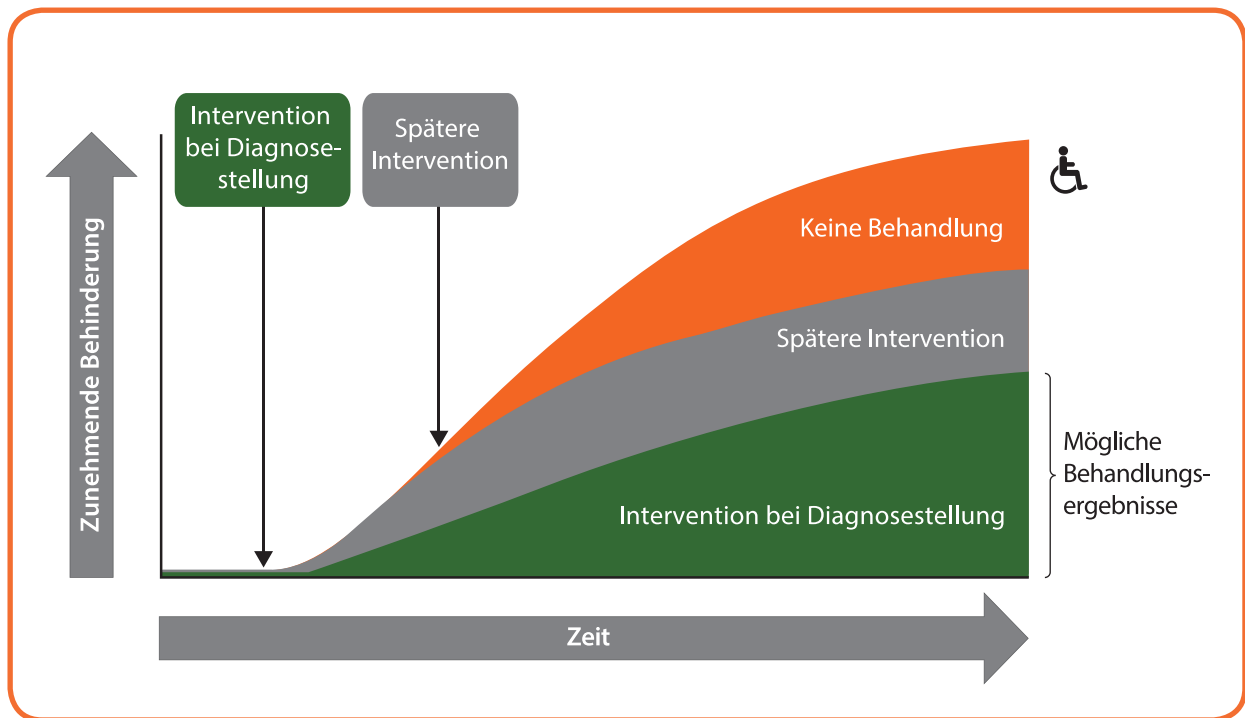 Intervention
bei Diagnose-
stellung
Spätere
Intervention
Zunehmende Behinderung
Keine Behandlung
Spätere Intervention
Intervention bei Diagnosestellung
Mögliche
Behandlungs-
ergebnisse
Zeit